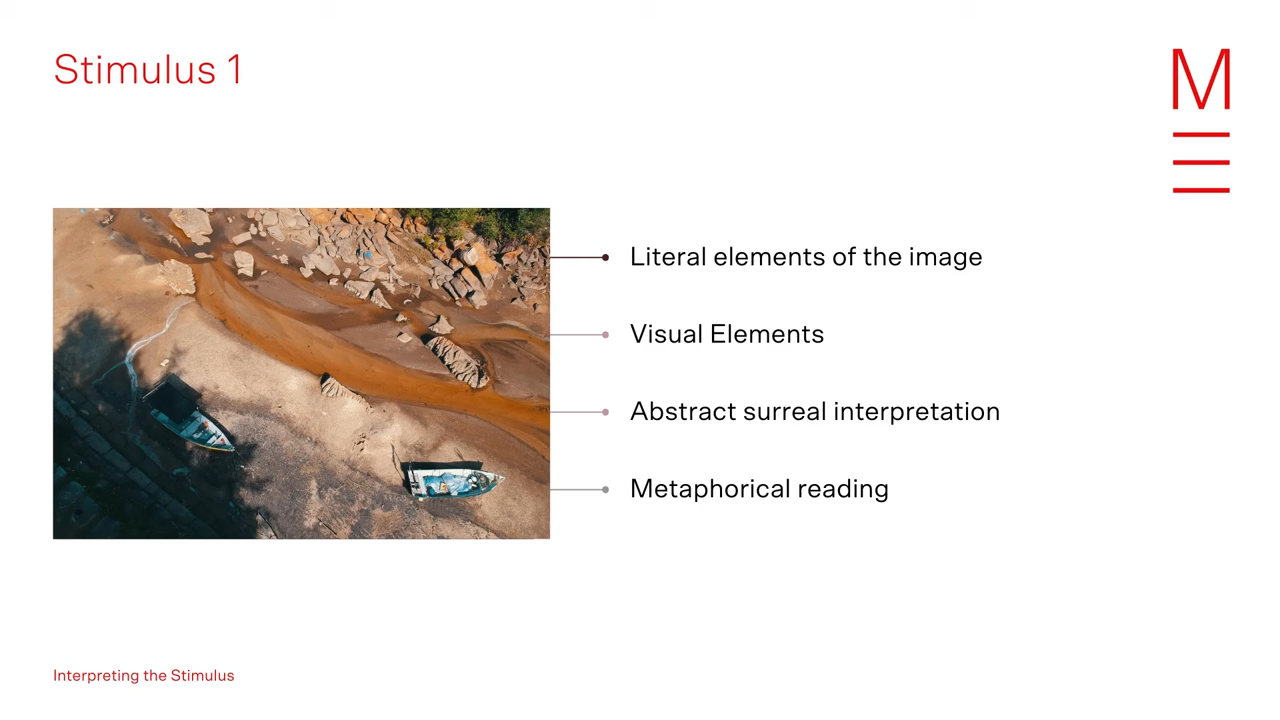 Stimulus 1
M
Literal elements of the image
Visual Elements
Abstract surreal interpretation
Metaphorical reading
Interpreting the Stimulus